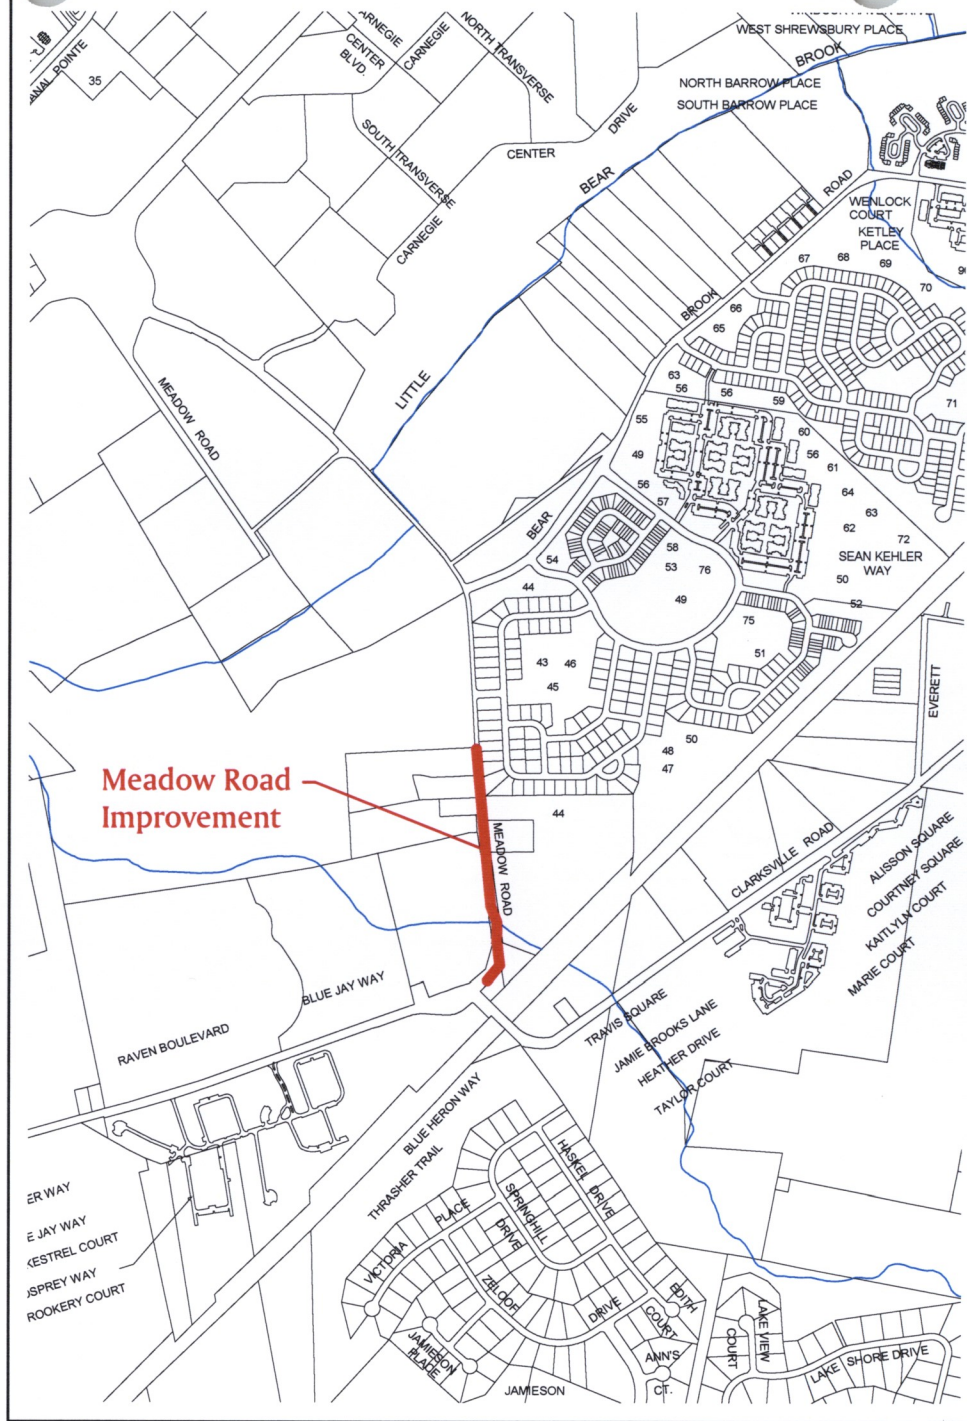 WEST SHREWSBURY PLACE
BROOK
NORTH BARROW PLACE
SOUTH BARROW PLACE
CARNEGIE
CENTER
BLVD.
CARNEGIE
NORTH TRANSVERSE
35
SOUTH TRANSVERSE
CARNEGIE
CENTER
DRIVE
BEAR
LITTLE
ROAD
BROOK
WENLOCK
COURT
KETLEY
PLACE
67
68
69
70
66
65
63
56
56
59
71
55
60
49
56
61
56
57
64
63
62
72
SEAN KEHLER
WAY
50
52
MEADOW ROAD
BEAR
54
58
53
76
49
44
75
51
43
46
45
50
48
47
44
EVERETT
Meadow Road
Improvement
MEADOW ROAD
CLARKSVILLE ROAD
ALISSON SQUARE
COURTNEY SQUARE
KAITLYLN COURT
MARIE COURT
BLUE JAY WAY
RAVEN BOULEVARD
TRAVIS SQUARE
JAMIE BROOKS LANE
HEATHER DRIVE
TAYLOR COURT
BLUE HERON WAY
THRASHER TRAIL
ER WAY
E JAY WAY
KESTREL COURT
OSPREY WAY
ROOKERY COURT
VICTORIA PLACE
SPRINGHILL
DRIVE
HASKEL DRIVE
ZELOOF
DRIVE
JAMIESON
PLACE
EDITH
COURT
ANN'S
CT.
JAMIESON
LAKE VIEW
COURT
LAKE SHORE DRIVE